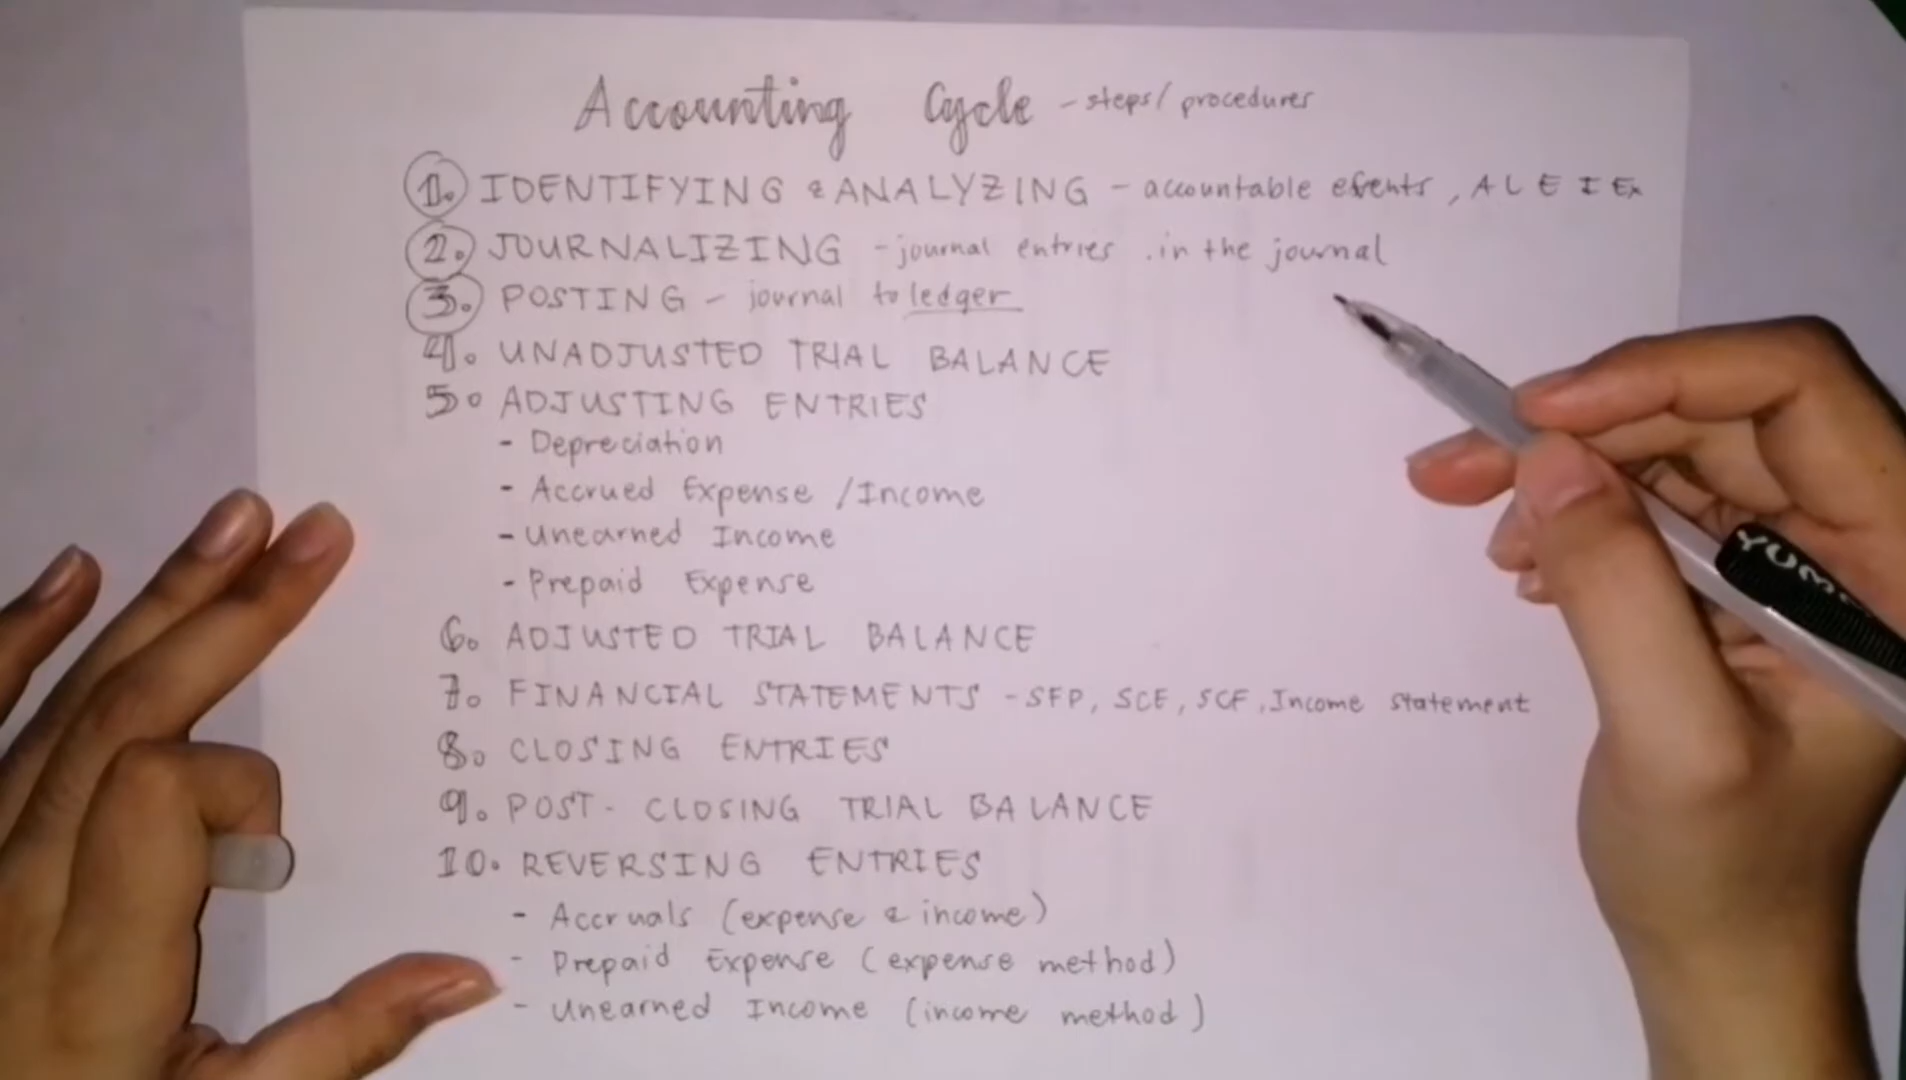 Accounting Cycle - steps/procedures
1. IDENTIFYING & ANALYZING - accountable events, A L E I Ex
2. JOURNALIZING - journal entries . in the journal
3. POSTING - journal to ledger
4. UNADJUSTED TRIAL BALANCE
5. ADJUSTING ENTRIES
- Depreciation
- Accrued Expense /Income
- Unearned Income
- Prepaid Expense
6. ADJUSTED TRIAL BALANCE
7. FINANCIAL STATEMENTS - SFP, SCE, SCF, Income statement
8. CLOSING ENTRIES
9. POST-CLOSING TRIAL BALANCE
10. REVERSING ENTRIES
- Accruals (expense & income)
- Prepaid Expense (expense method)
- Unearned Income (income method)